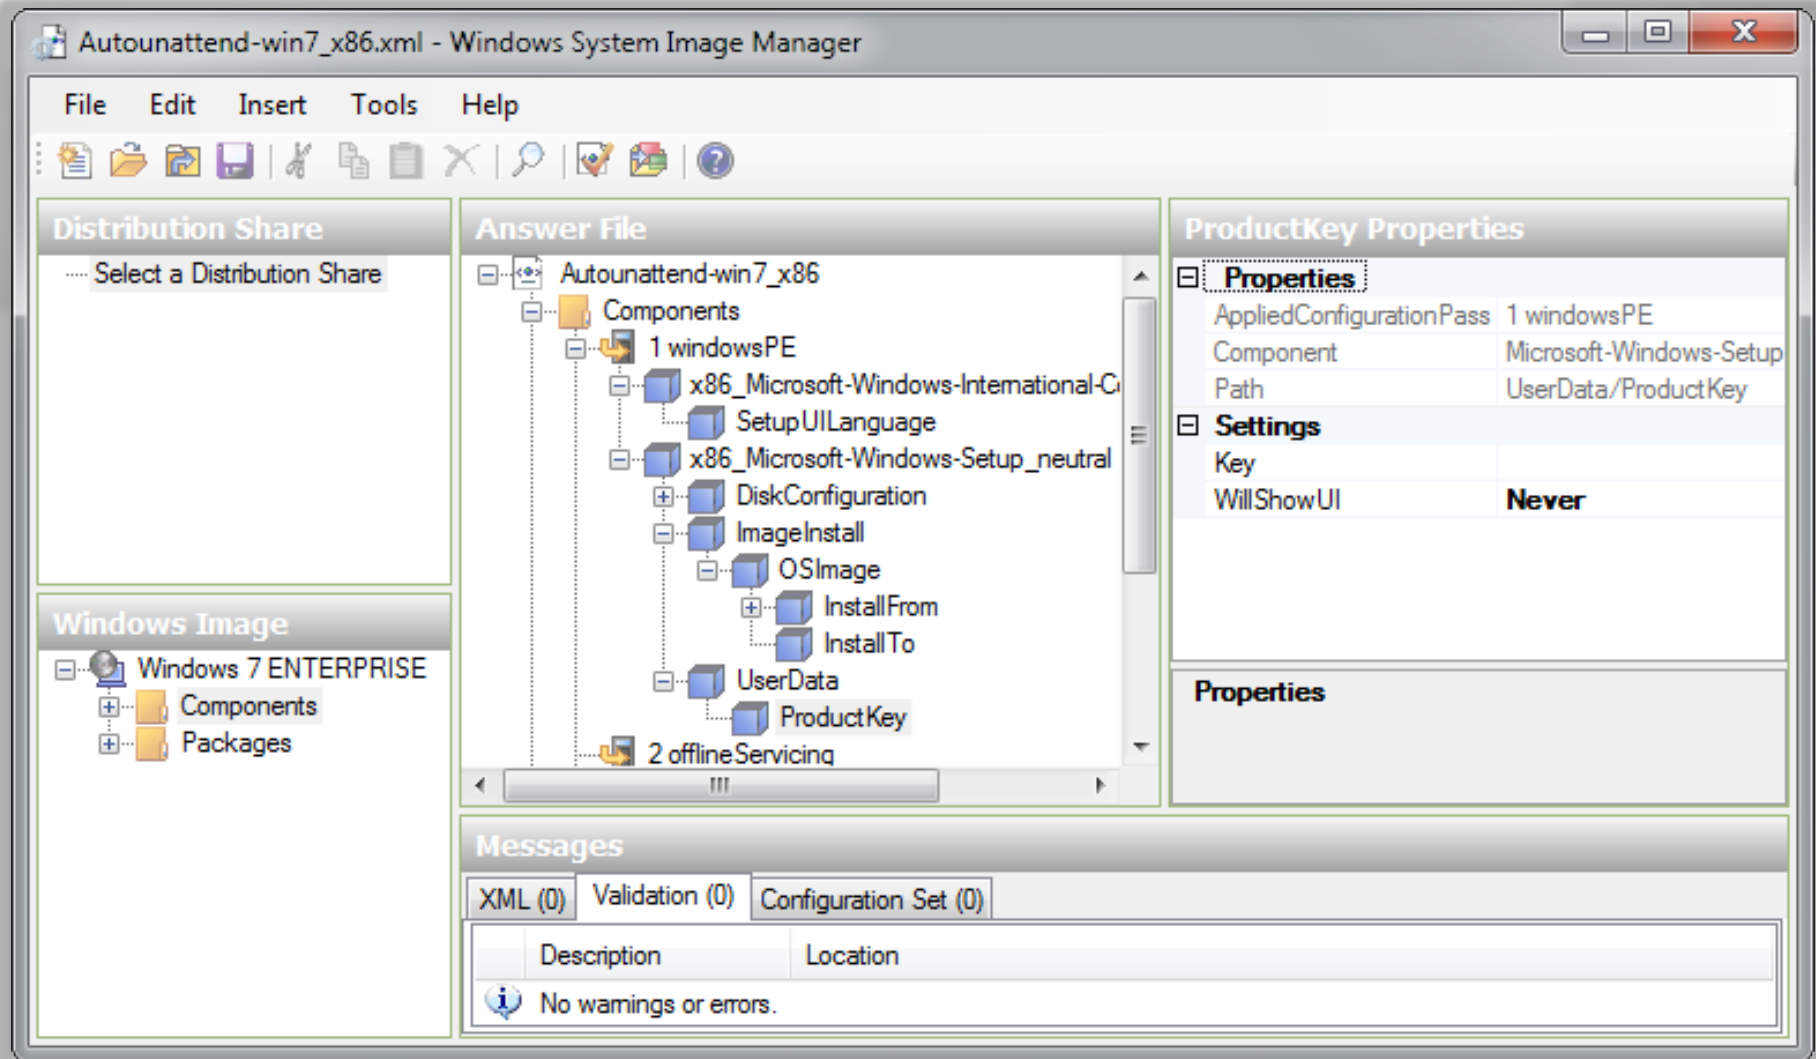 Autounattend-win7_x86.xml - Windows System Image Manager
File Edit Insert Tools Help
Distribution Share
Select a Distribution Share
Windows Image
Windows 7 ENTERPRISE
Components
Packages
Answer File
Autounattend-win7_x86
Components
1 windowsPE
x86_Microsoft-Windows-International-C
SetupUILanguage
x86_Microsoft-Windows-Setup_neutral
DiskConfiguration
ImageInstall
OSImage
InstallFrom
InstallTo
UserData
ProductKey
2 offlineServicing
ProductKey Properties
Properties
AppliedConfigurationPass 1 windowsPE
Component Microsoft-Windows-Setup
Path UserData/ProductKey
Settings
Key
WillShowUI Never
Properties
Messages
XML (0) Validation (0) Configuration Set (0)
Description Location
No warnings or errors.